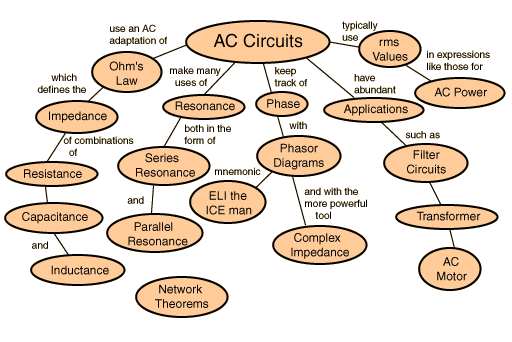 AC Circuits
use an AC
adaptation of
Ohm's
Law
which
defines the
Impedance
of combinations
of
Resistance
Capacitance
and
Inductance
make many
uses of
Resonance
both in the
form of
Series
Resonance
and
Parallel
Resonance
keep
track of
Phase
with
Phasor
Diagrams
mnemonic
ELI the
ICE man
and with the
more powerful
tool
Complex
Impedance
have
abundant
Applications
such as
Filter
Circuits
Transformer
AC
Motor
typically
use
rms
Values
in expressions
like those for
AC Power
Network
Theorems